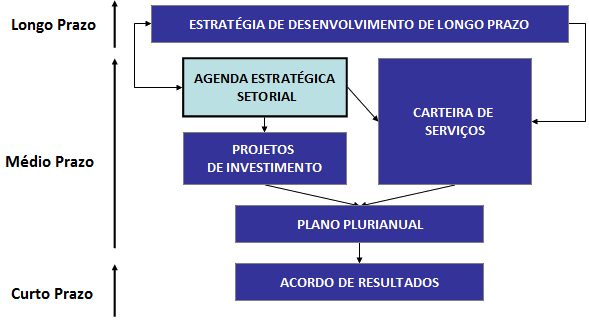 Longo Prazo
ESTRATÉGIA DE DESENVOLVIMENTO DE LONGO PRAZO
AGENDA ESTRATÉGICA
SETORIAL
CARTEIRA DE
SERVIÇOS
Médio Prazo
PROJETOS
DE INVESTIMENTO
PLANO PLURIANUAL
Curto Prazo
ACORDO DE RESULTADOS